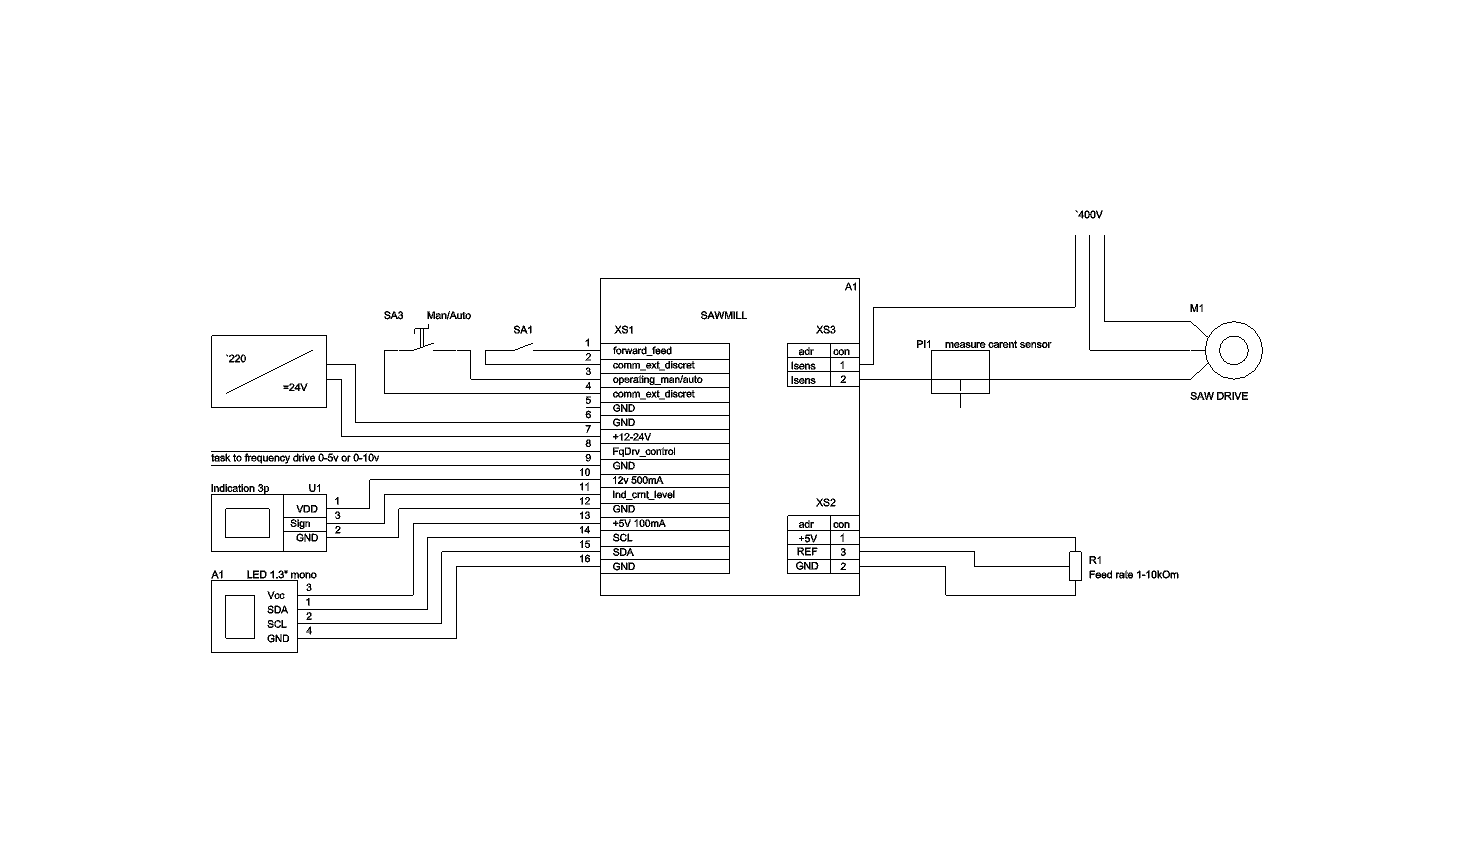 `400V
M1
SAW DRIVE
PI1 measure carent sensor
A1
SAWMILL
SA3 Man/Auto
SA1
`220
=24V
XS1
1 forward_feed
2 comm_ext_discret
3 operating_man/auto
4 comm_ext_discret
5 GND
6 GND
7 +12-24V
8 FqDrv_control
9 GND
10 12v 500mA
11 Ind_crnt_level
12 GND
13 +5V 100mA
14 SCL
15 SDA
16 GND
XS3
adr con
Isens 1
Isens 2
XS2
adr con
+5V 1
REF 3
GND 2
R1
Feed rate 1-10kOm
task to frequency drive 0-5v or 0-10v
Indication 3p U1
VDD 1
Sign 3
GND 2
A1 LED 1.3" mono
Vcc 3
SDA 1
SCL 2
GND 4